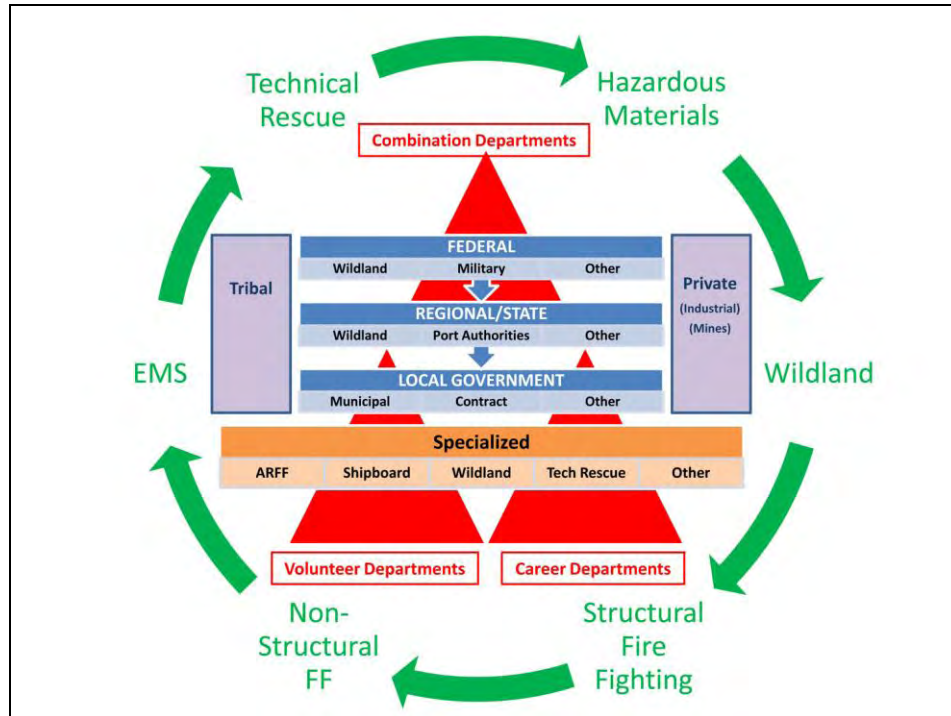 Technical
Rescue
Hazardous
Materials
Combination Departments
Tribal
FEDERAL
Wildland Military Other
REGIONAL/STATE
Wildland Port Authorities Other
LOCAL GOVERNMENT
Municipal Contract Other
Private
(Industrial)
(Mines)
EMS
Wildland
Specialized
ARFF Shipboard Wildland Tech Rescue Other
Volunteer Departments
Career Departments
Non-
Structural
FF
Structural
Fire
Fighting